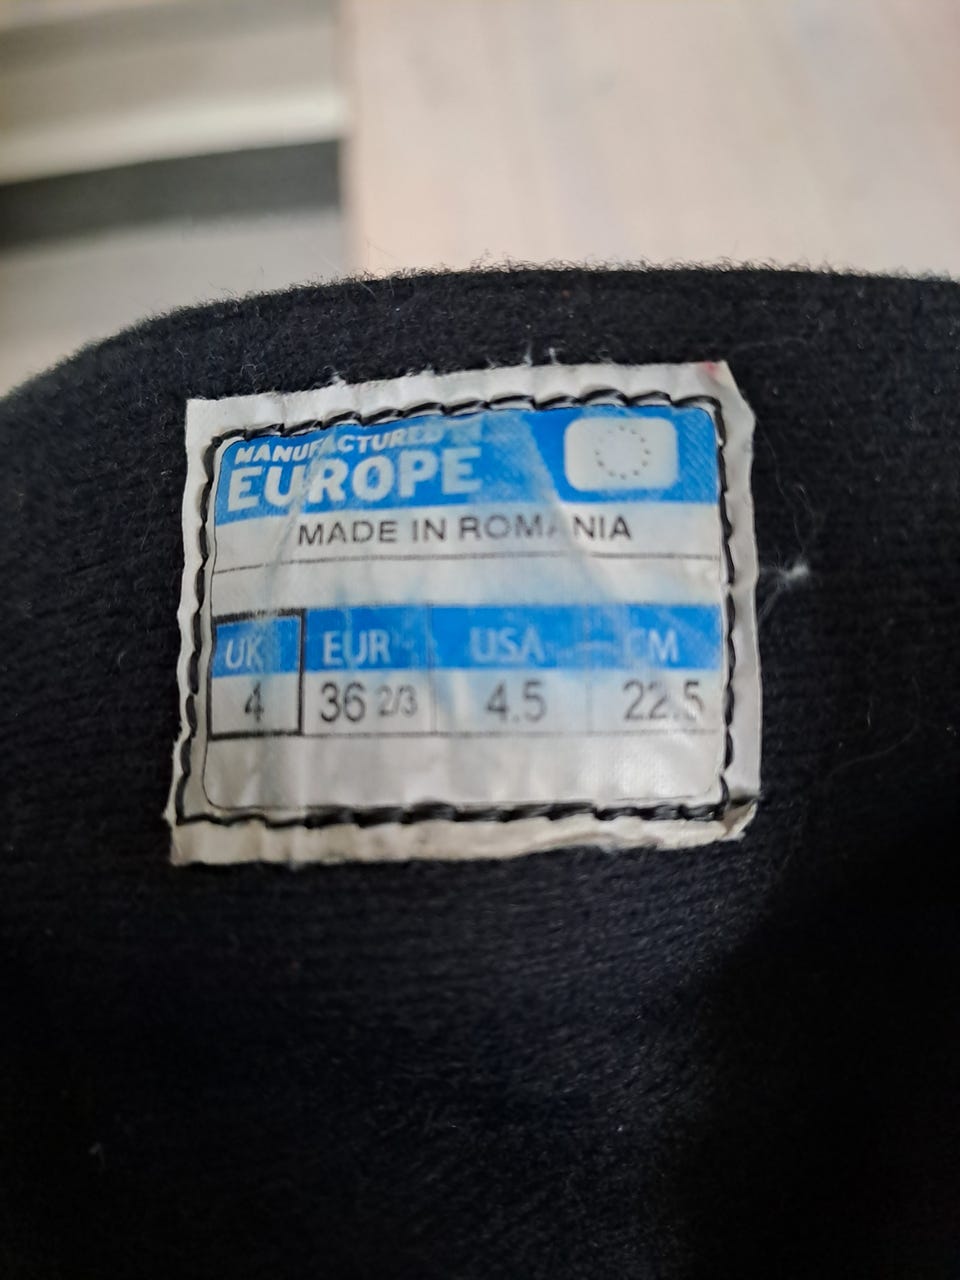 MANUFACTURED IN
EUROPE
MADE IN ROMANIA
UK EUR USA CM
4 36 2/3 4.5 22.5